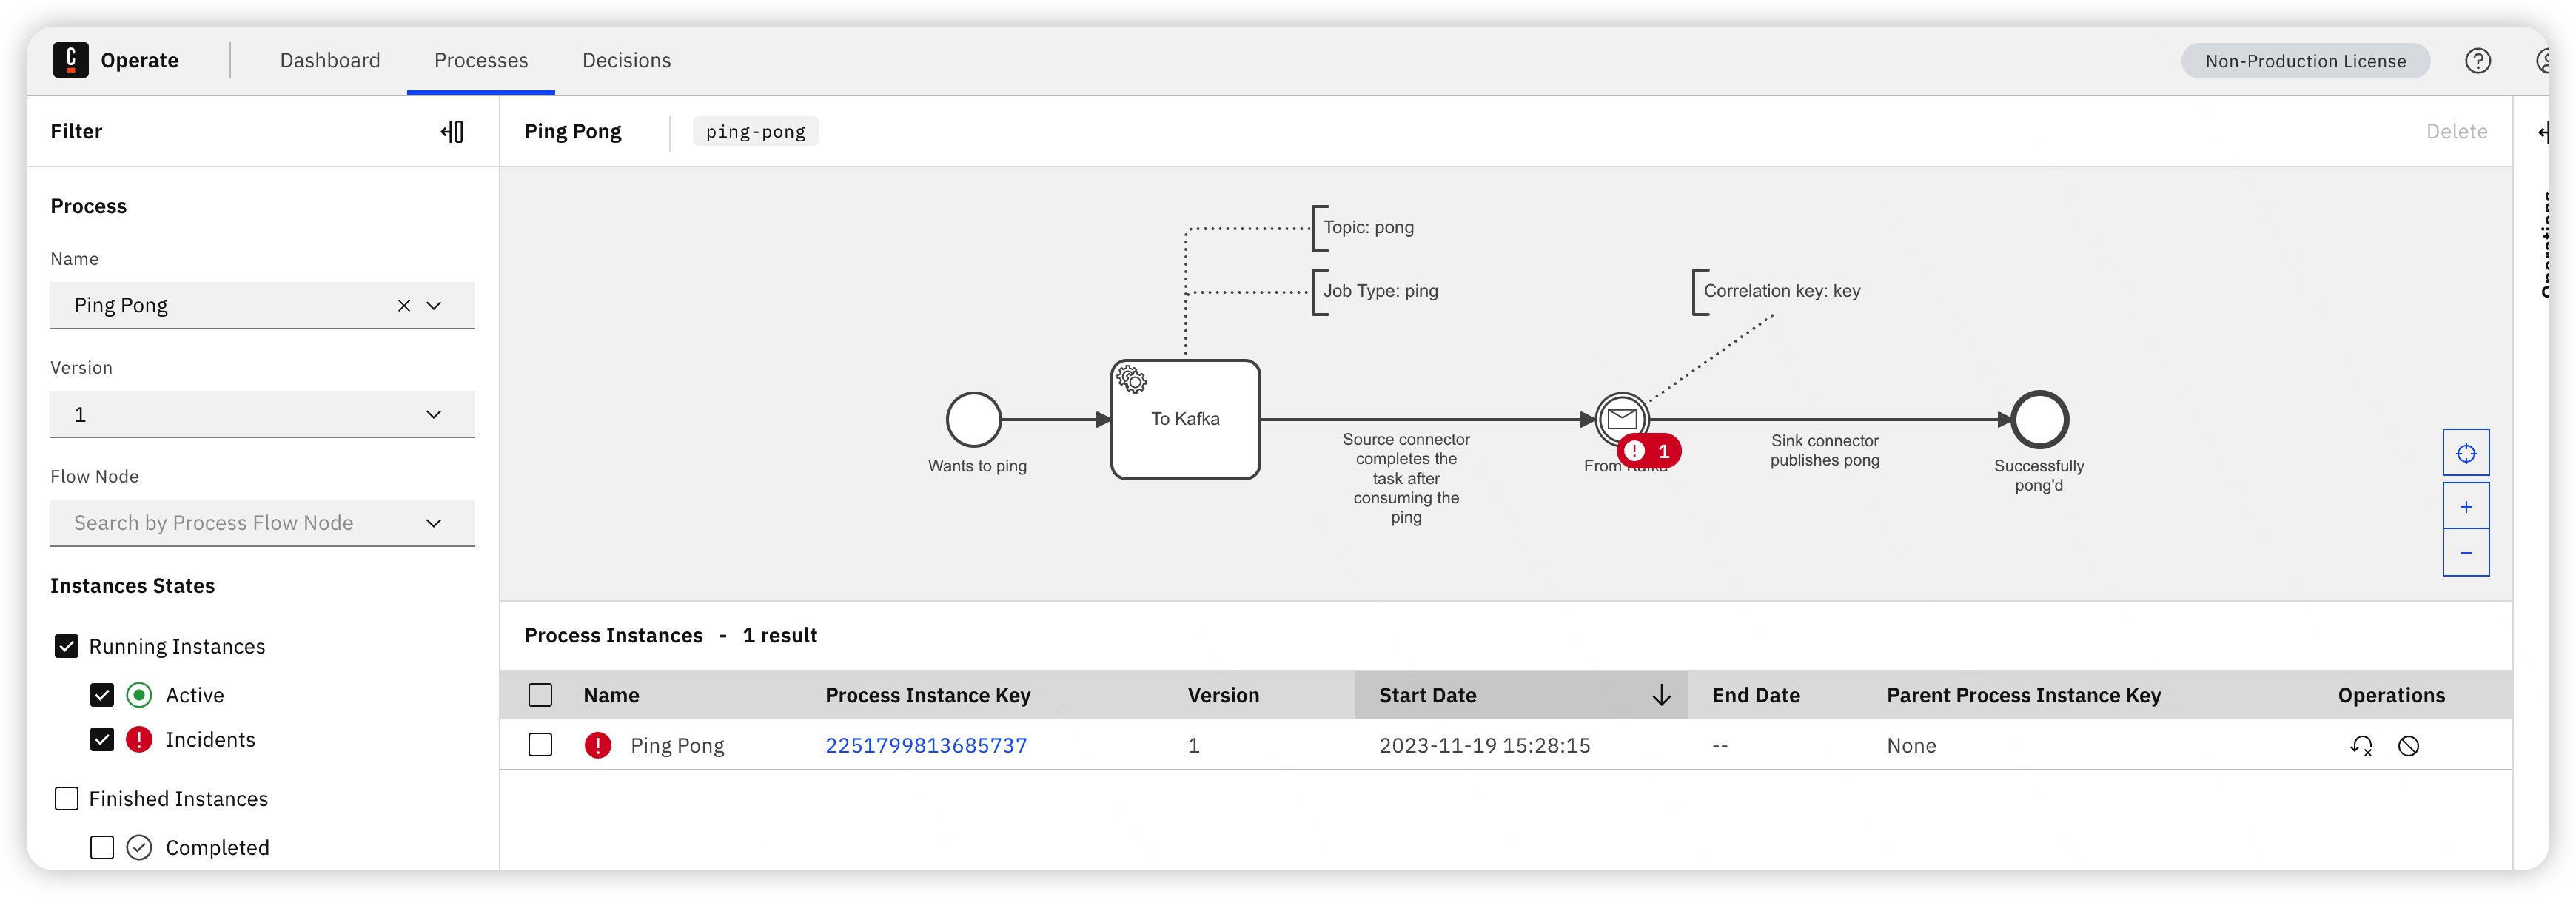 Operate
Dashboard
Processes
Decisions
Non-Production License
Filter
Ping Pong
ping-pong
Delete
Operations
Process
Name
Ping Pong
Version
1
Flow Node
Search by Process Flow Node
Instances States
Running Instances
Active
Incidents
Finished Instances
Completed
Topic: pong
Job Type: ping
Correlation key: key
To Kafka
Wants to ping
Source connector
completes the
task after
consuming the
ping
From Kafka
1
Sink connector
publishes pong
Successfully
pong'd
Process Instances - 1 result
Name Process Instance Key Version Start Date End Date Parent Process Instance Key Operations
Ping Pong 2251799813685737 1 2023-11-19 15:28:15 -- None